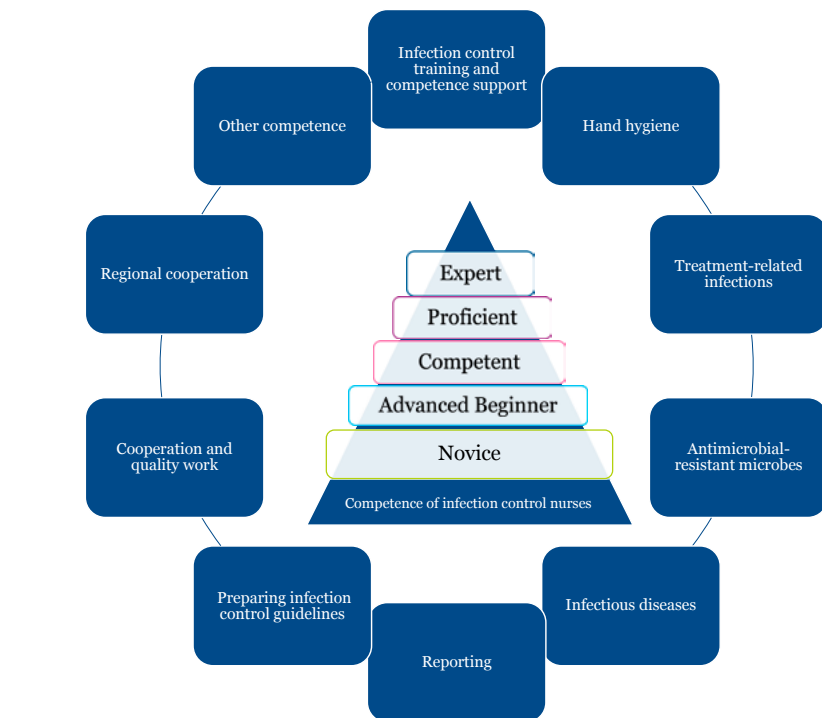 Infection control
training and
competence support
Hand hygiene
Treatment-related
infections
Antimicrobial-
resistant microbes
Infectious diseases
Reporting
Preparing infection
control guidelines
Cooperation and
quality work
Regional cooperation
Other competence
Expert
Proficient
Competent
Advanced Beginner
Novice
Competence of infection control nurses